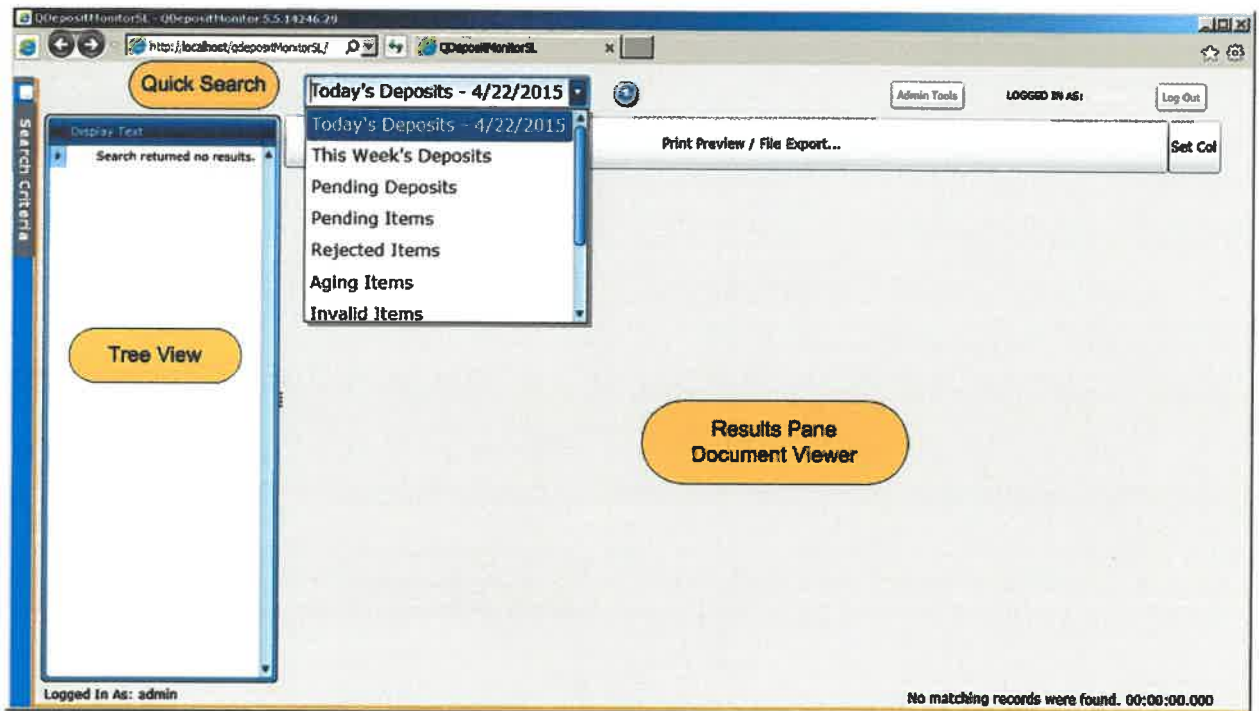 QDepositMonitorSL - QDepositMonitor 5.5.14246.29
http://localhost/qdepositMonitorSL/
QDepositMonitorSL
Quick Search
Today's Deposits - 4/22/2015
Admin Tools
LOGGED IN AS:
Log Out
Search Criteria
Display Text
Search returned no results.
Today's Deposits - 4/22/2015
This Week's Deposits
Pending Deposits
Pending Items
Rejected Items
Aging Items
Invalid Items
Print Preview / File Export...
Set Col
Tree View
Results Pane
Document Viewer
Logged In As: admin
No matching records were found. 00:00:00.000